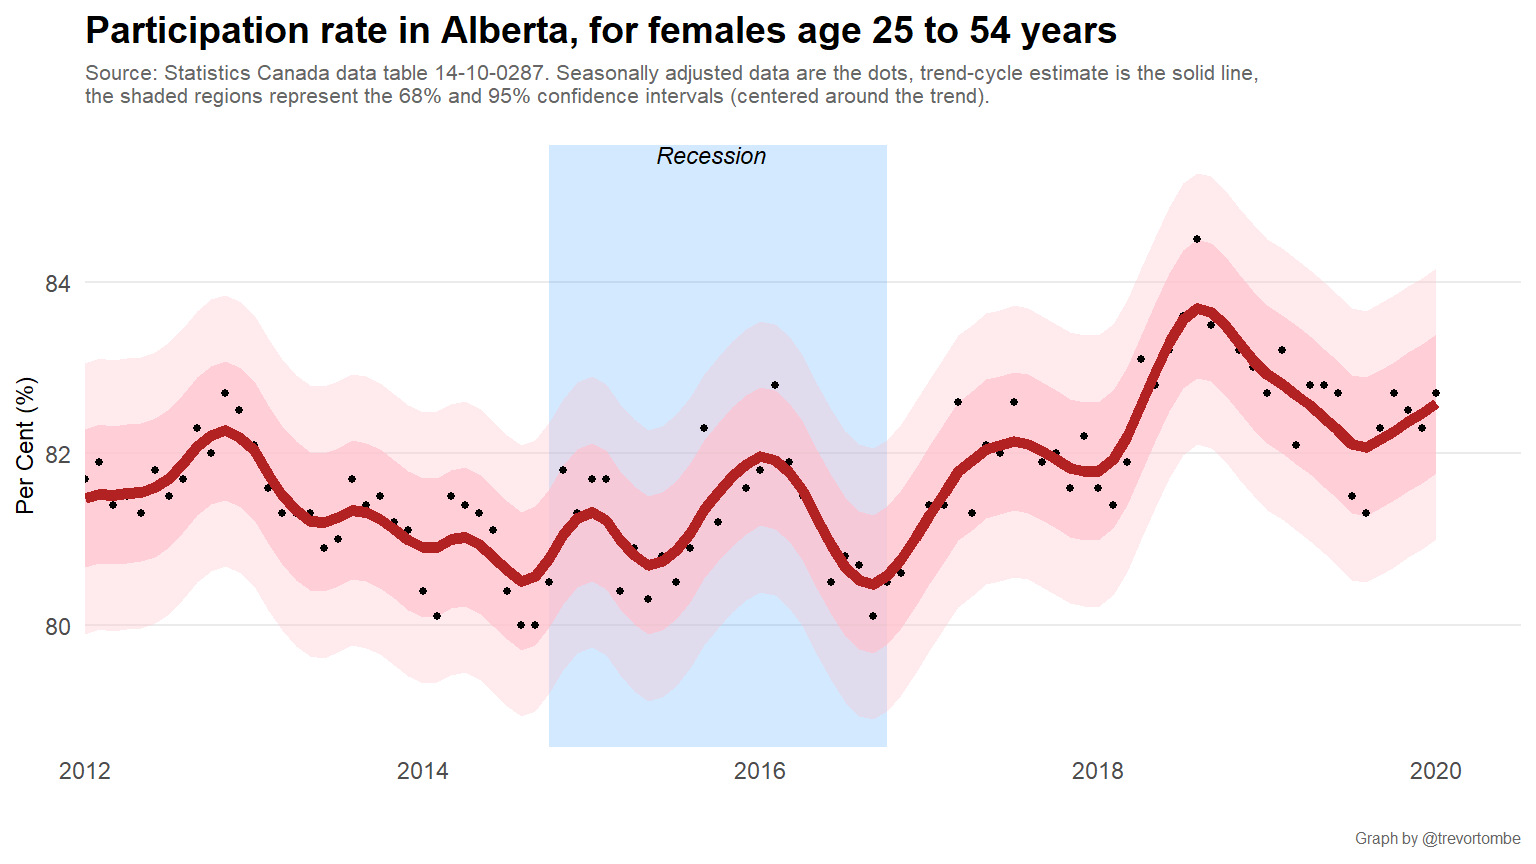 Participation rate in Alberta, for females age 25 to 54 years
Source: Statistics Canada data table 14-10-0287. Seasonally adjusted data are the dots, trend-cycle estimate is the solid line,
the shaded regions represent the 68% and 95% confidence intervals (centered around the trend).
Recession
84
82
80
Per Cent (%)
2012
2014
2016
2018
2020
Graph by @trevortombe